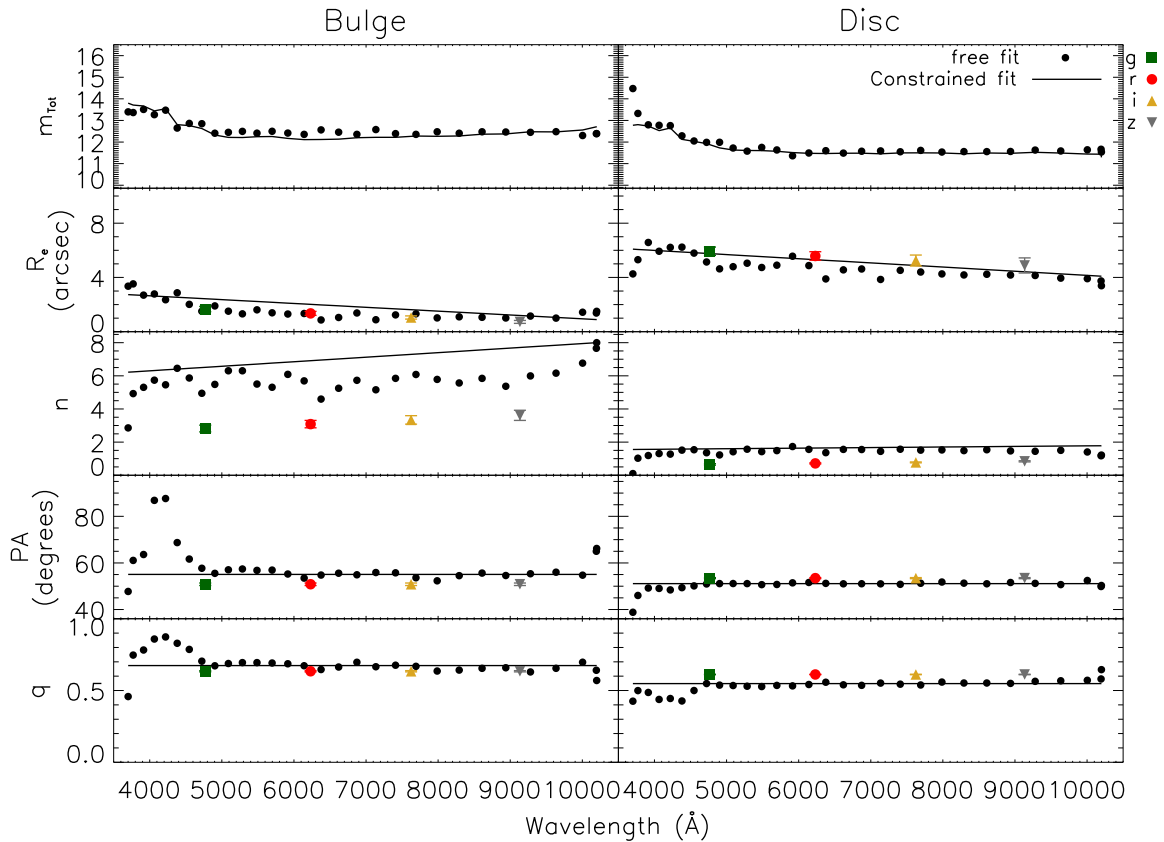 Bulge
Disc
free fit
Constrained fit
g
r
i
z
m_Tot
16
15
14
13
12
11
10
R_e
(arcsec)
8
4
0
n
8
6
4
2
0
PA
(degrees)
80
60
40
q
1.0
0.5
0.0
4000 5000 6000 7000 8000 9000 10000
4000 5000 6000 7000 8000 9000 10000
Wavelength (Å)